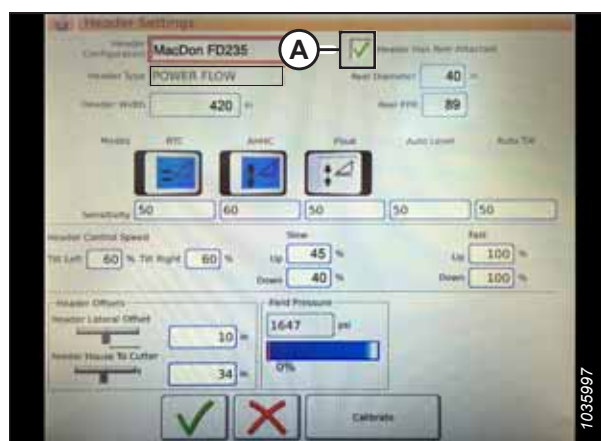 Header Settings
Header Configuration MacDon FD235
A
Header Has Reel Attached
Header Type POWER FLOW
Reel Diameter 40 in
Header Width 420 in
Reel PPR 89
Modes RTC AHHC Float Auto Level Auto Tilt
Sensitivity 50 60 50 50 50
Header Control Speed
Slow
Fast
Tilt Left 60 % Tilt Right 60 %
Up 45 %
Up 100 %
Down 40 %
Down 100 %
Header Offsets
Header Lateral Offset
10
Feeder House To Cutter
34
Field Pressure
1647 psi
0%
Calibrate
1035997